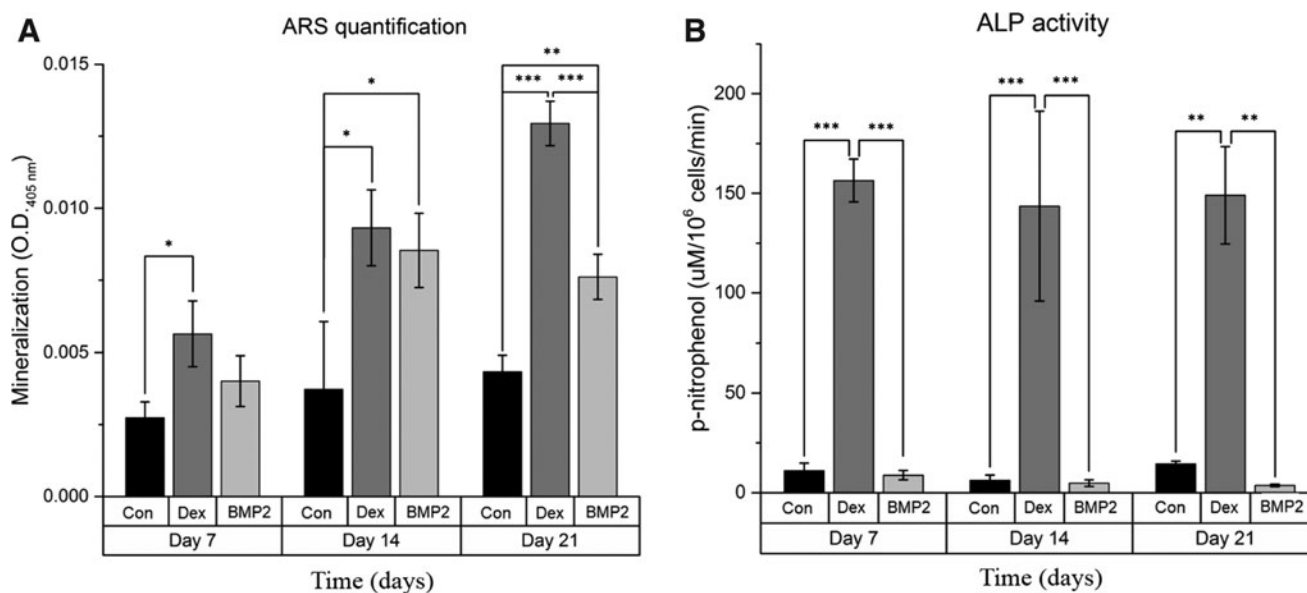 A
ARS quantification
Mineralization (O.D.405 nm)
0.015
0.010
0.005
0.000
*
*
*
**
***
***
Con Dex BMP2 Con Dex BMP2 Con Dex BMP2
Day 7 Day 14 Day 21
Time (days)
B
ALP activity
p-nitrophenol (uM/10⁶ cells/min)
200
150
100
50
0
***
***
***
***
**
**
Con Dex BMP2 Con Dex BMP2 Con Dex BMP2
Day 7 Day 14 Day 21
Time (days)